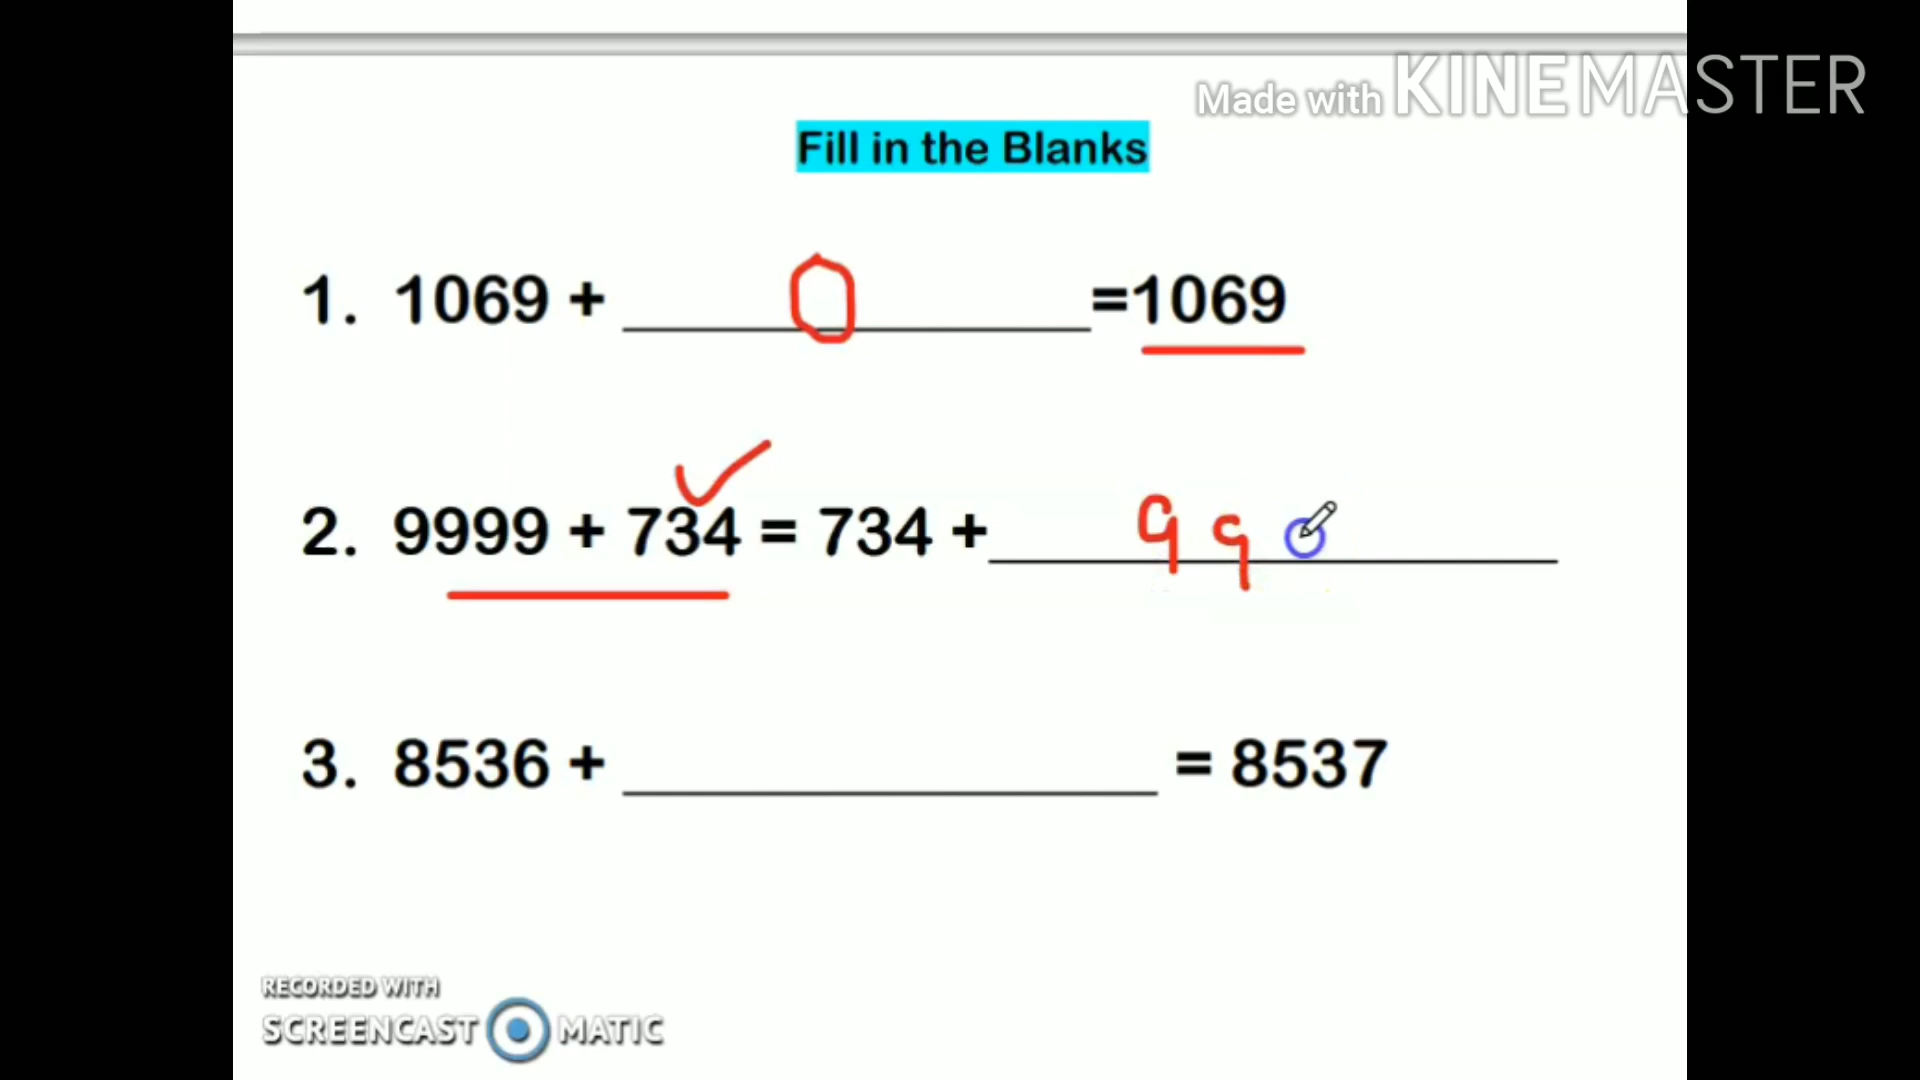 Made with KINEMASTER
Fill in the Blanks
1. 1069 + 0 =1069
2. 9999 + 734 = 734 + 99
3. 8536 + ______________ = 8537
RECORDED WITH
SCREENCAST MATIC